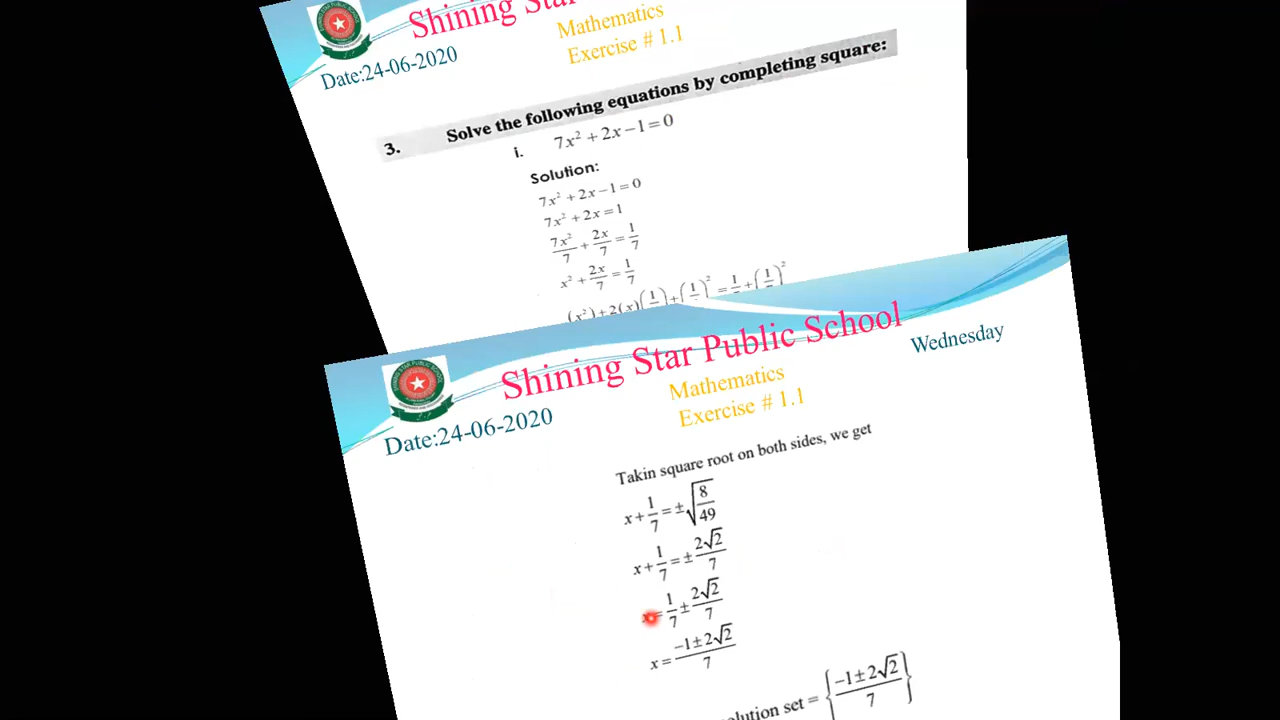 Shining Star
Mathematics
Date:24-06-2020
Exercise # 1.1
3. Solve the following equations by completing square:
i. 7x² + 2x − 1 = 0
Solution:
7x² + 2x − 1 = 0
7x² + 2x = 1
7x²/7 + 2x/7 = 1/7
x² + 2x/7 = 1/7
Shining Star Public School
Wednesday
Mathematics
Date:24-06-2020
Exercise # 1.1
Takin square root on both sides, we get
x + 1/7 = ±√(8/49)
x + 1/7 = ± 2√2/7
x = 1/7 ± 2√2/7
x = (−1 ± 2√2)/7
set = {(−1 ± 2√2)/7}